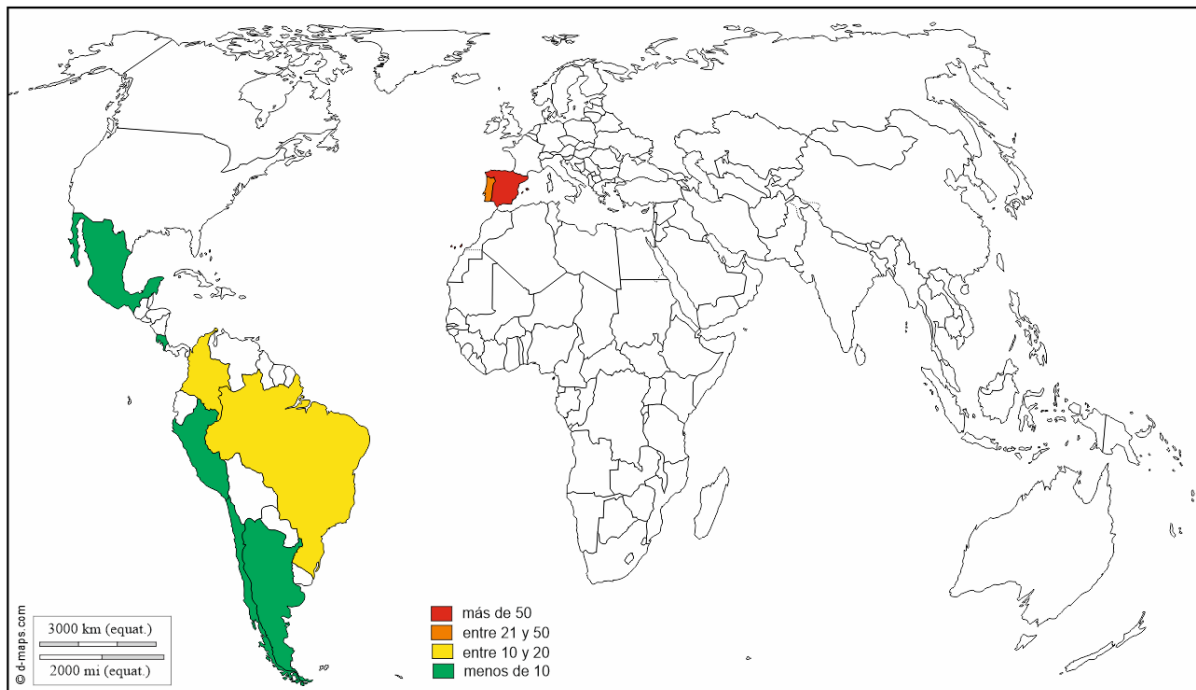 más de 50
entre 21 y 50
entre 10 y 20
menos de 10
3000 km (equat.)
2000 mi (equat.)
© d-maps.com